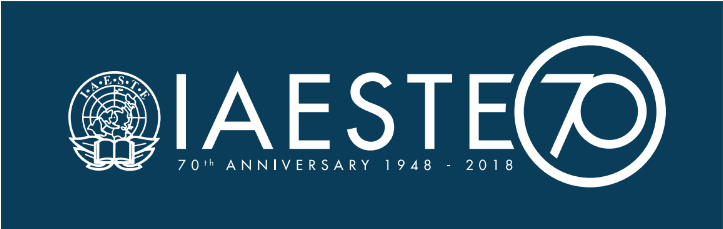 I.A.E.S.T.E
IAESTE 70
70th ANNIVERSARY 1948 - 2018